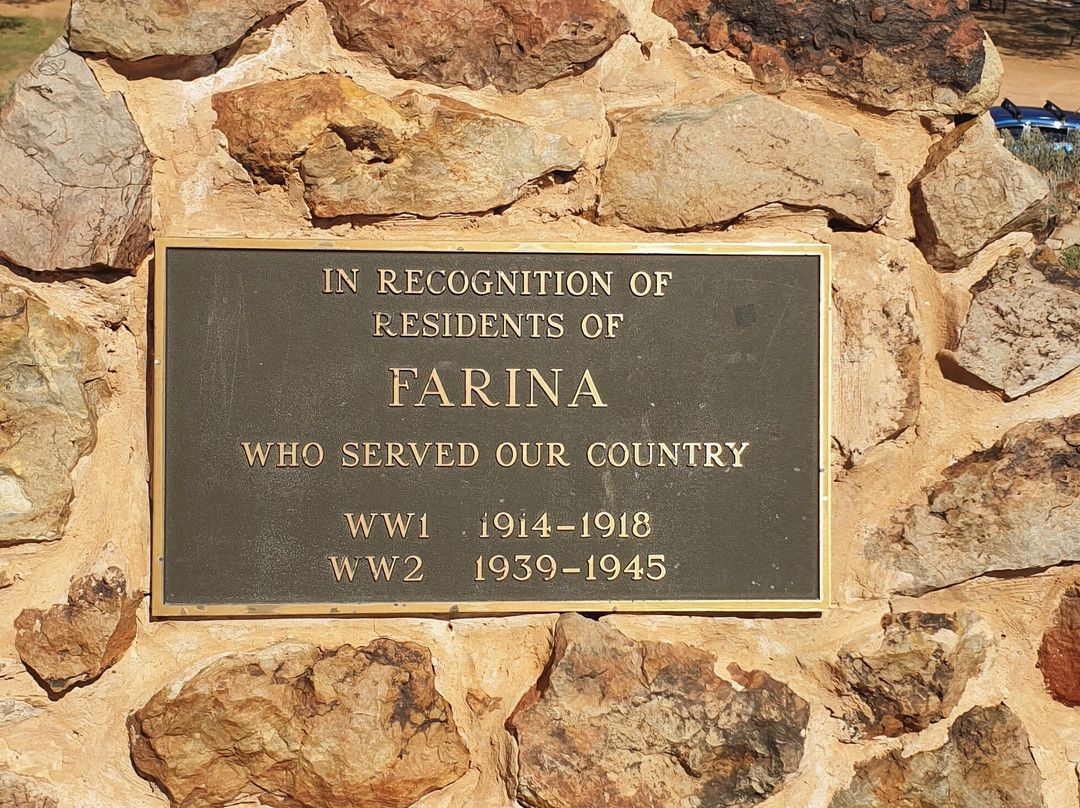 IN RECOGNITION OF
RESIDENTS OF
FARINA
WHO SERVED OUR COUNTRY
WW1 1914–1918
WW2 1939–1945